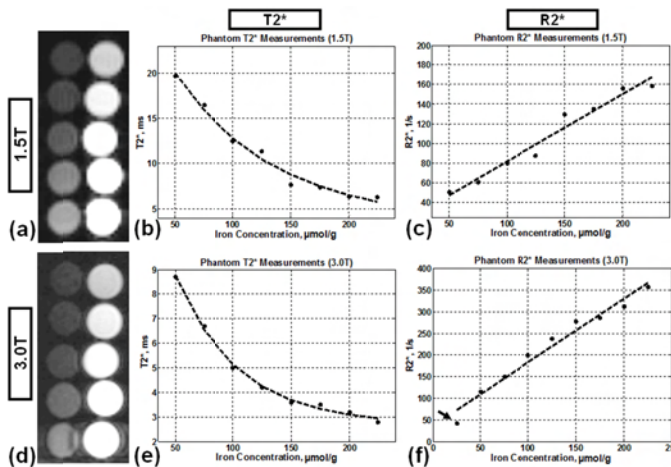 T2*
R2*
1.5T
(a)
Phantom T2* Measurements (1.5T)
20
15
10
5
T2*, ms
50
100
150
200
Iron Concentration, µmol/g
(b)
Phantom R2* Measurements (1.5T)
180
160
140
120
100
80
60
40
R2*, 1/s
50
100
150
200
Iron Concentration, µmol/g
(c)
3.0T
(d)
Phantom T2* Measurements (3.0T)
9
8
7
6
5
4
3
2
T2*, ms
50
100
150
200
Iron Concentration, µmol/g
(e)
Phantom R2* Measurements (3.0T)
400
350
300
250
200
150
100
50
0
R2*, 1/s
0
50
100
150
200
Iron Concentration, µmol/g
(f)